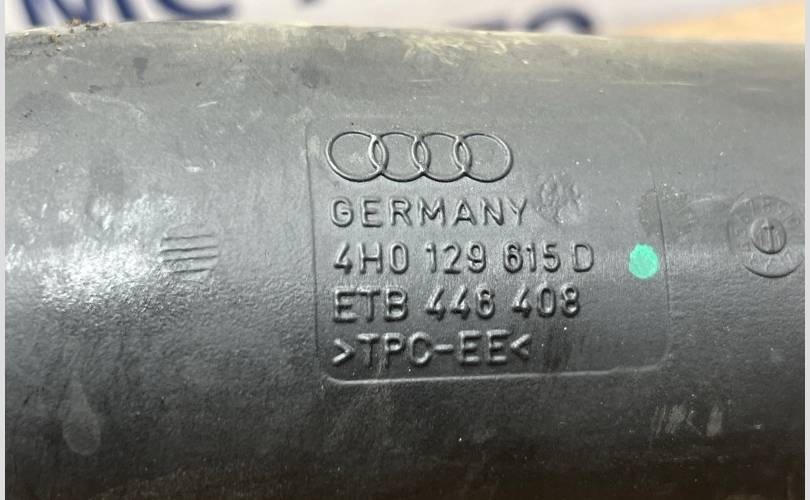 GERMANY
4H0 129 615 D
ETB 446 408
>TPC-EE<